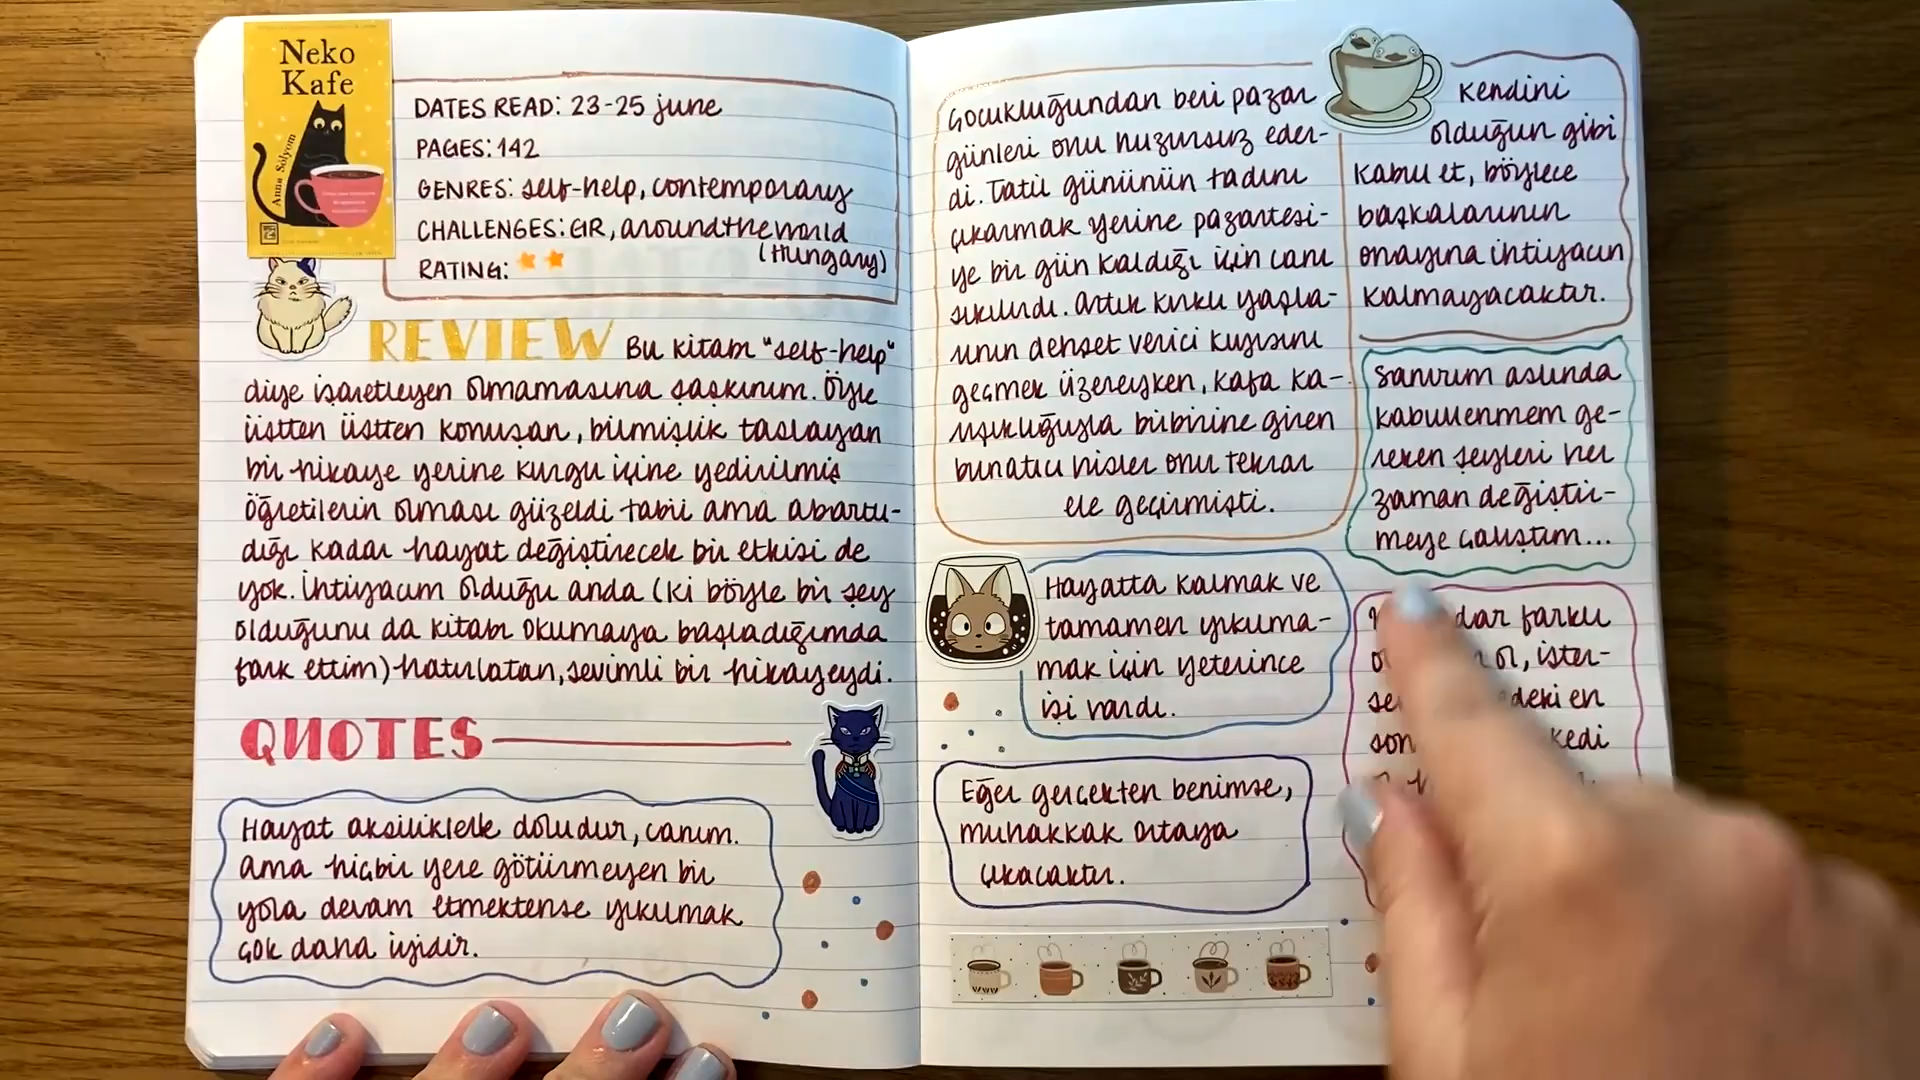 Neko
Kafe
Anna Sólyom
DATES READ: 23-25 june
PAGES: 142
GENRES: self-help, contemporary
CHALLENGES: GR, aroundtheworld
(Hungary)
RATING:
REVIEW Bu kitabı "self-help"
diye işaretleyen olmamasına şaşkınım. Öyle
üstten üstten konuşan, bilmişlik taslayan
bir hikaye yerine kurgu içine yedirilmiş
öğretilerin olması güzeldi tabii ama abartıl-
dığı kadar hayat değiştirecek bir etkisi de
yok. İhtiyacım olduğu anda (ki böyle bir şey
olduğunu da kitabı okumaya başladığımda
fark ettim) hatırlatan, sevimli bir hikayeydi.
QUOTES
Hayat aksiliklerle doludur, canım.
Ama hiçbir yere götürmeyen bir
yola devam etmektense yıkılmak
çok daha iyidir.
Çocukluğundan beri pazar
günleri onu huzursuz eder-
di. Tatil gününün tadını
çıkarmak yerine pazartesi-
ye bir gün kaldığı için canı
sıkılırdı. Artık kırklı yaşla-
rının dehşet verici kuyusunu
geçmek üzereyken, kafa ka-
rışıklığıyla birbirine giren
bunaltıcı hisler onu tekrar
ele geçirmişti.
Hayatta kalmak ve
tamamen yıkılma-
mak için yeterince
işi vardı.
Eğer gerçekten benimse,
muhakkak ortaya
çıkacaktır.
Kendini
olduğun gibi
kabul et, böylece
başkalarının
onayına ihtiyacın
kalmayacaktır.
Sanırım aslında
kabullenmem ge-
reken şeyleri her
zaman değiştir-
meye çalıştım...
farklı
ol, ister-
en
son kedi